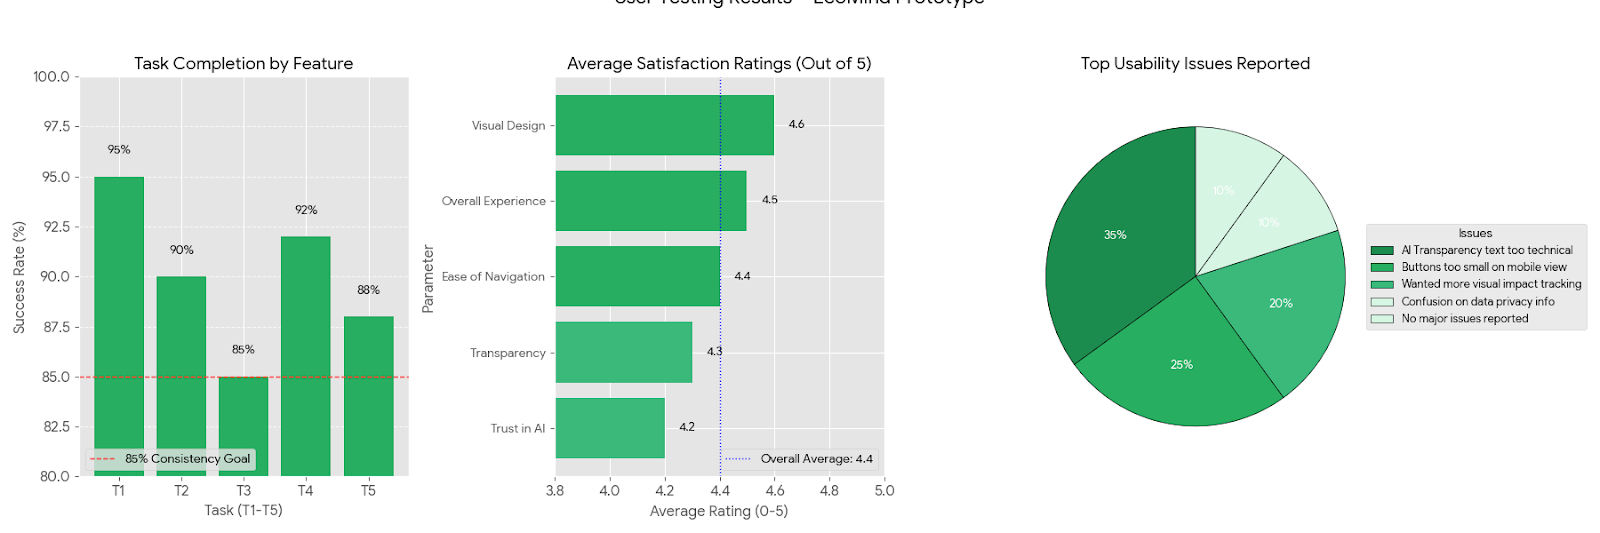 User Testing Results – EcoMind Prototype
Task Completion by Feature
100.0
97.5
95.0
92.5
90.0
87.5
85.0
82.5
80.0
Success Rate (%)
95%
90%
85%
92%
88%
85% Consistency Goal
T1 T2 T3 T4 T5
Task (T1-T5)
Average Satisfaction Ratings (Out of 5)
Parameter
Visual Design
4.6
Overall Experience
4.5
Ease of Navigation
4.4
Transparency
4.3
Trust in AI
4.2
Overall Average: 4.4
3.8 4.0 4.2 4.4 4.6 4.8 5.0
Average Rating (0-5)
Top Usability Issues Reported
10%
10%
35%
20%
25%
Issues
AI Transparency text too technical
Buttons too small on mobile view
Wanted more visual impact tracking
Confusion on data privacy info
No major issues reported